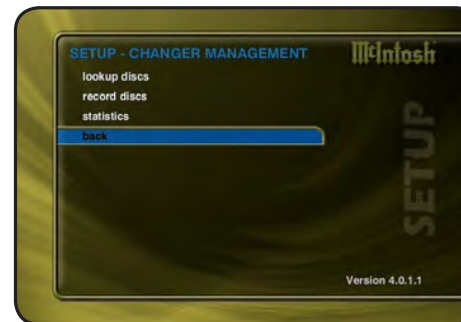 SETUP - CHANGER MANAGEMENT
McIntosh
lookup discs
record discs
statistics
back
SETUP
Version 4.0.1.1